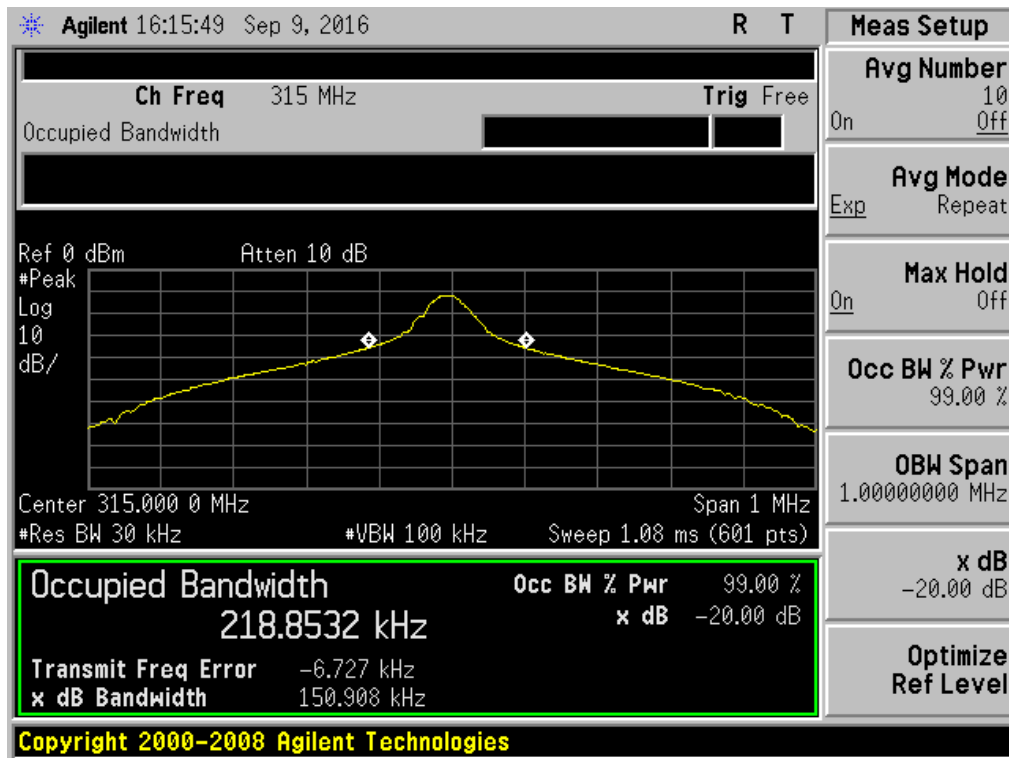 Agilent 16:15:49 Sep 9, 2016 R T
Ch Freq 315 MHz Trig Free
Occupied Bandwidth
Ref 0 dBm Atten 10 dB
#Peak
Log
10
dB/
Center 315.000 0 MHz Span 1 MHz
#Res BW 30 kHz #VBW 100 kHz Sweep 1.08 ms (601 pts)
Occupied Bandwidth Occ BW % Pwr 99.00 %
218.8532 kHz x dB -20.00 dB
Transmit Freq Error -6.727 kHz
x dB Bandwidth 150.908 kHz
Copyright 2000-2008 Agilent Technologies
Meas Setup
Avg Number
10
On Off
Avg Mode
Exp Repeat
Max Hold
On Off
Occ BW % Pwr
99.00 %
OBW Span
1.00000000 MHz
x dB
-20.00 dB
Optimize
Ref Level